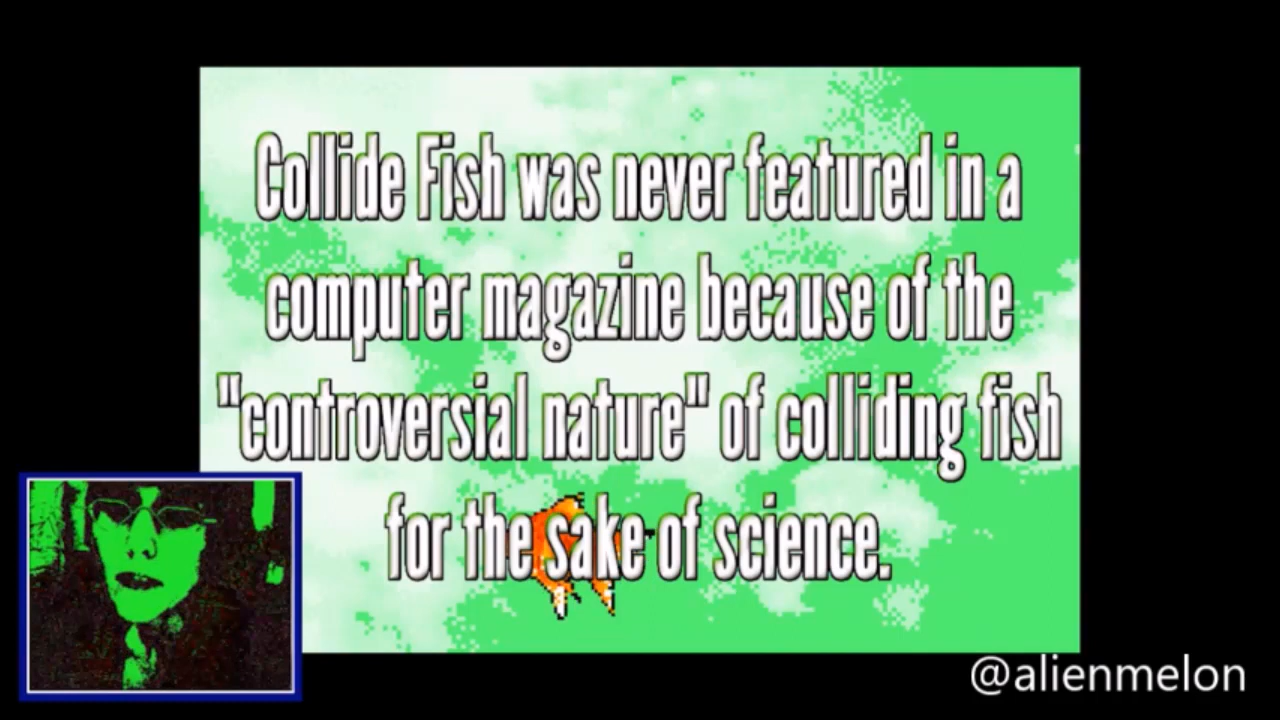 Collide Fish was never featured in a
computer magazine because of the
"controversial nature" of colliding fish
for the sake of science.
@alienmelon